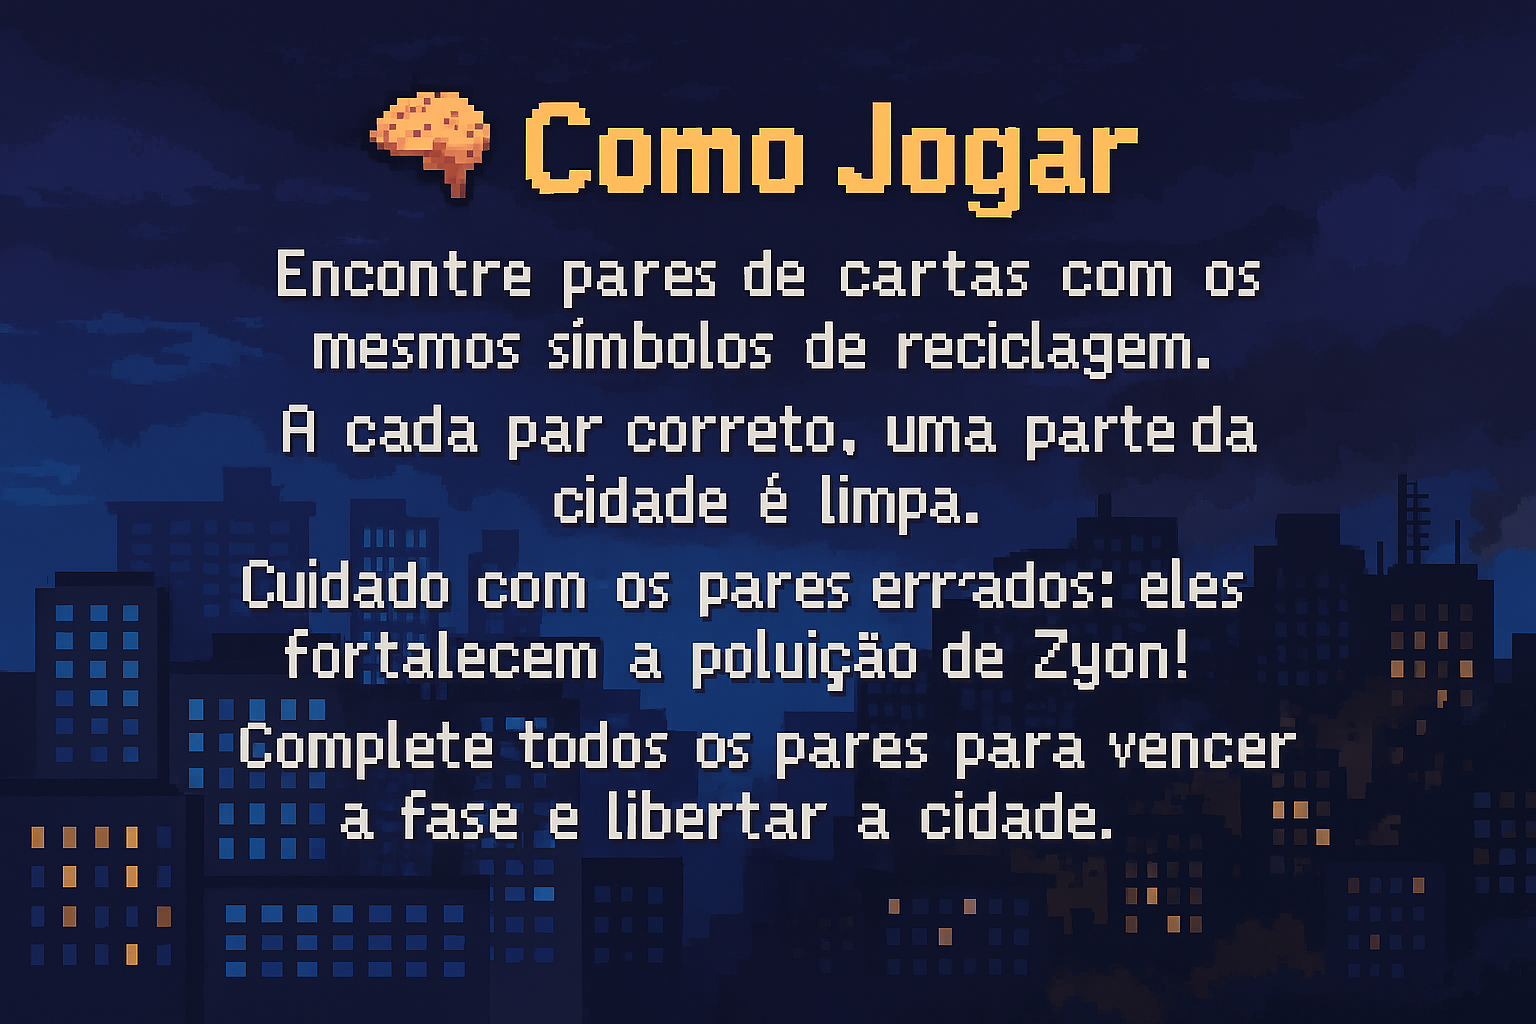 Como Jogar
Encontre pares de cartas com os
mesmos símbolos de reciclagem.
A cada par correto, uma parte da
cidade é limpa.
Cuidado com os pares errrados: eles
fortalecem a poluição de Zyon!
Complete todos os pares para vencer
a fase e libertar a cidade.